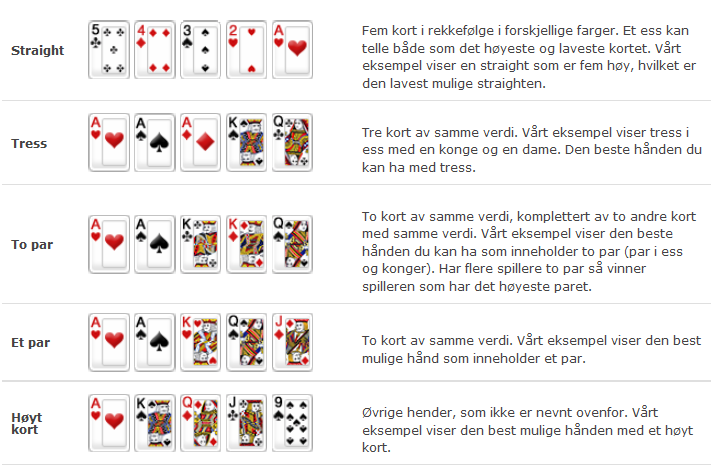 Straight
5 4 3 2 A
Fem kort i rekkefølge i forskjellige farger. Et ess kan
telle både som det høyeste og laveste kortet. Vårt
eksempel viser en straight som er fem høy, hvilket er
den lavest mulige straighten.
Tress
A A A K Q
Tre kort av samme verdi. Vårt eksempel viser tress i
ess med en konge og en dame. Den beste hånden du
kan ha med tress.
To par
A A K K Q
To kort av samme verdi, komplettert av to andre kort
med samme verdi. Vårt eksempel viser den beste
hånden du kan ha som inneholder to par (par i ess
og konger). Har flere spillere to par så vinner
spilleren som har det høyeste paret.
Et par
A A K Q J
To kort av samme verdi. Vårt eksempel viser den best
mulige hånd som inneholder et par.
Høyt
kort
A K Q J 9
Øvrige hender, som ikke er nevnt ovenfor. Vårt
eksempel viser den best mulige hånden med et høyt
kort.